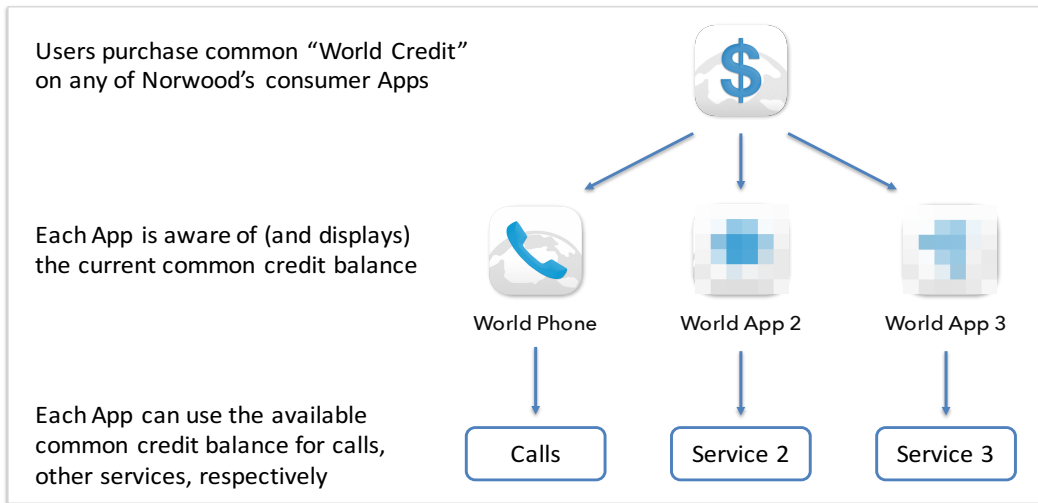 Users purchase common “World Credit”
on any of Norwood’s consumer Apps
$
Each App is aware of (and displays)
the current common credit balance
World Phone
World App 2
World App 3
Each App can use the available
common credit balance for calls,
other services, respectively
Calls
Service 2
Service 3